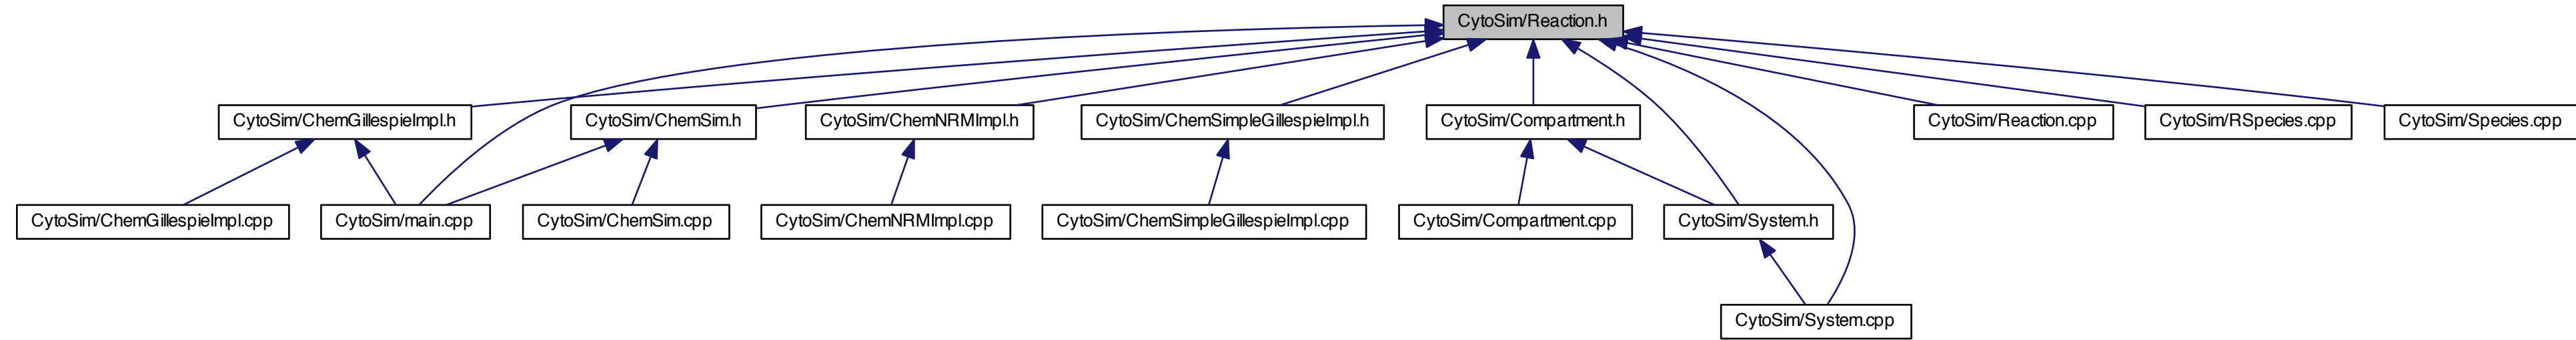 CytoSim/Reaction.h
CytoSim/ChemGillespieImpl.h
CytoSim/ChemSim.h
CytoSim/ChemNRMImpl.h
CytoSim/ChemSimpleGillespieImpl.h
CytoSim/Compartment.h
CytoSim/Reaction.cpp
CytoSim/RSpecies.cpp
CytoSim/Species.cpp
CytoSim/ChemGillespieImpl.cpp
CytoSim/main.cpp
CytoSim/ChemSim.cpp
CytoSim/ChemNRMImpl.cpp
CytoSim/ChemSimpleGillespieImpl.cpp
CytoSim/Compartment.cpp
CytoSim/System.h
CytoSim/System.cpp